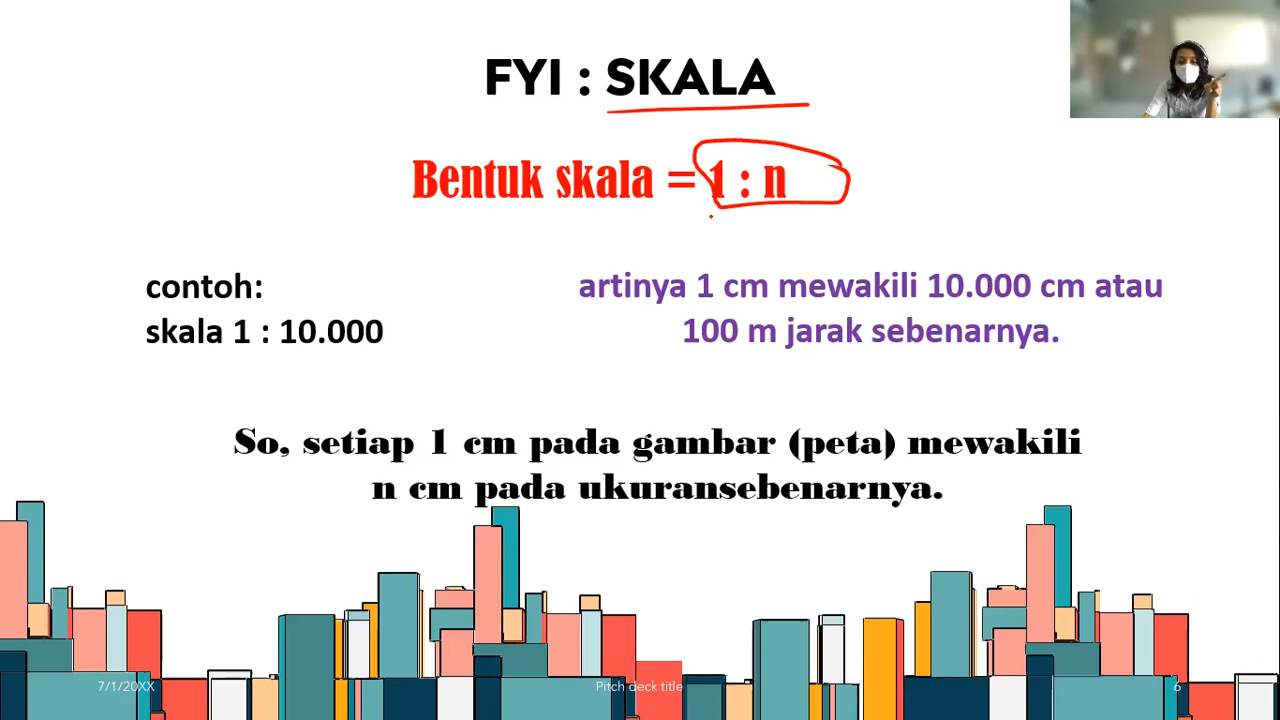 FYI : SKALA
Bentuk skala = 1 : n
contoh:
skala 1 : 10.000
artinya 1 cm mewakili 10.000 cm atau
100 m jarak sebenarnya.
So, setiap 1 cm pada gambar (peta) mewakili
n cm pada ukuransebenarnya.
7/1/20XX
Pitch deck title
6